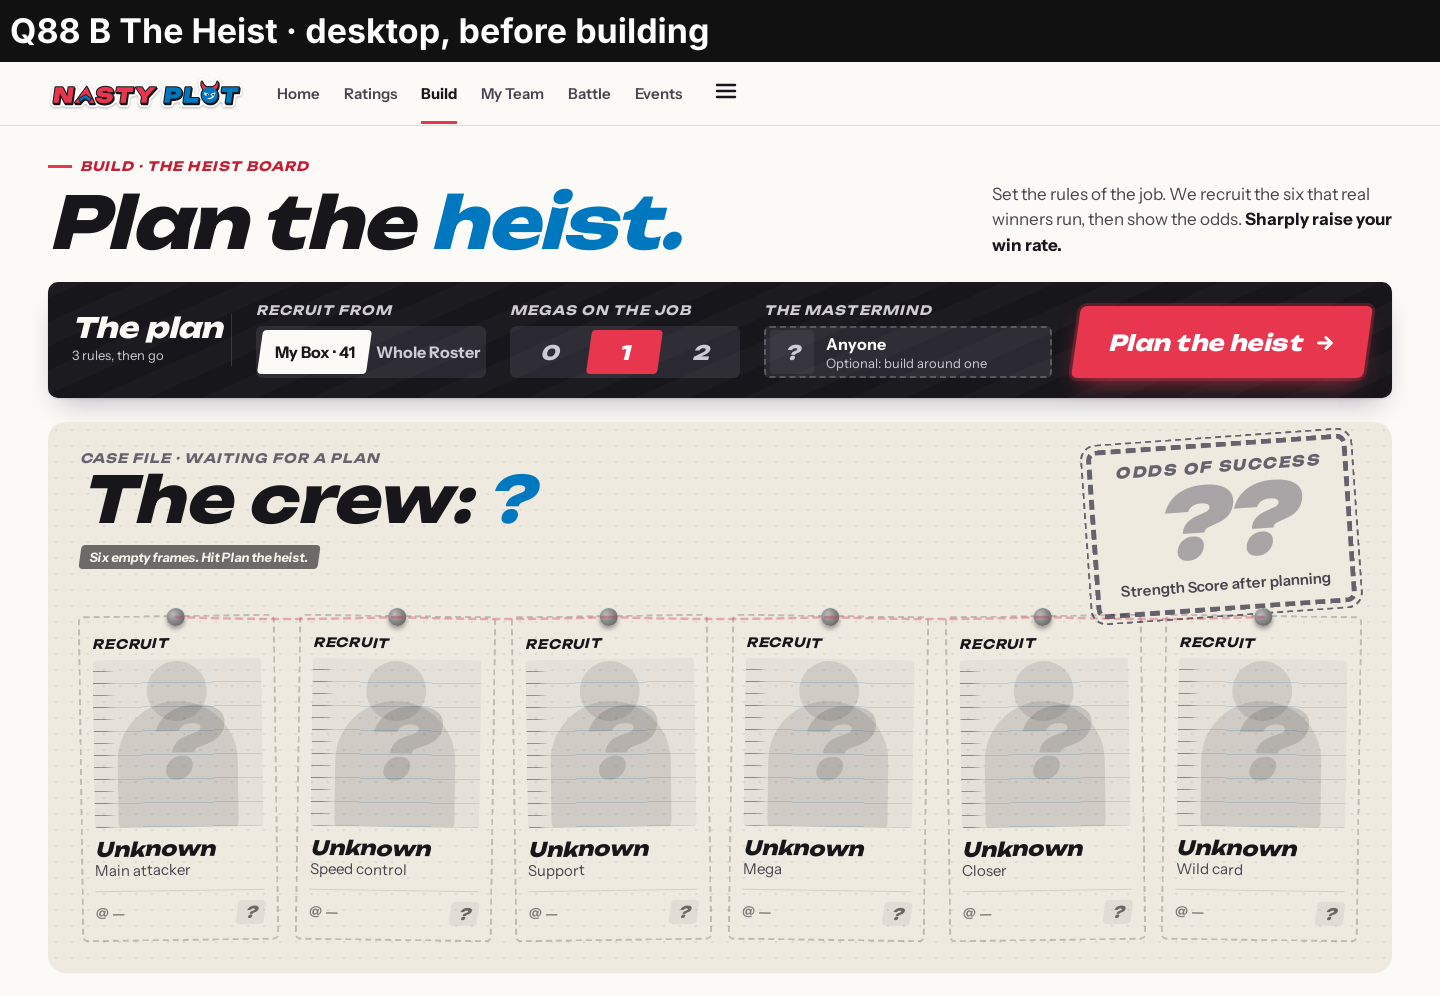 Q88 B The Heist · desktop, before building
NASTY PLOT
Home
Ratings
Build
My Team
Battle
Events
BUILD · THE HEIST BOARD
Plan the heist.
Set the rules of the job. We recruit the six that real
winners run, then show the odds. Sharply raise your
win rate.
The plan
3 rules, then go
RECRUIT FROM
My Box · 41
Whole Roster
MEGAS ON THE JOB
0
1
2
THE MASTERMIND
?
Anyone
Optional: build around one
Plan the heist →
CASE FILE · WAITING FOR A PLAN
The crew: ?
Six empty frames. Hit Plan the heist.
ODDS OF SUCCESS
??
Strength Score after planning
RECRUIT
?
Unknown
Main attacker
@ —
?
RECRUIT
?
Unknown
Speed control
@ —
?
RECRUIT
?
Unknown
Support
@ —
?
RECRUIT
?
Unknown
Mega
@ —
?
RECRUIT
?
Unknown
Closer
@ —
?
RECRUIT
?
Unknown
Wild card
@ —
?